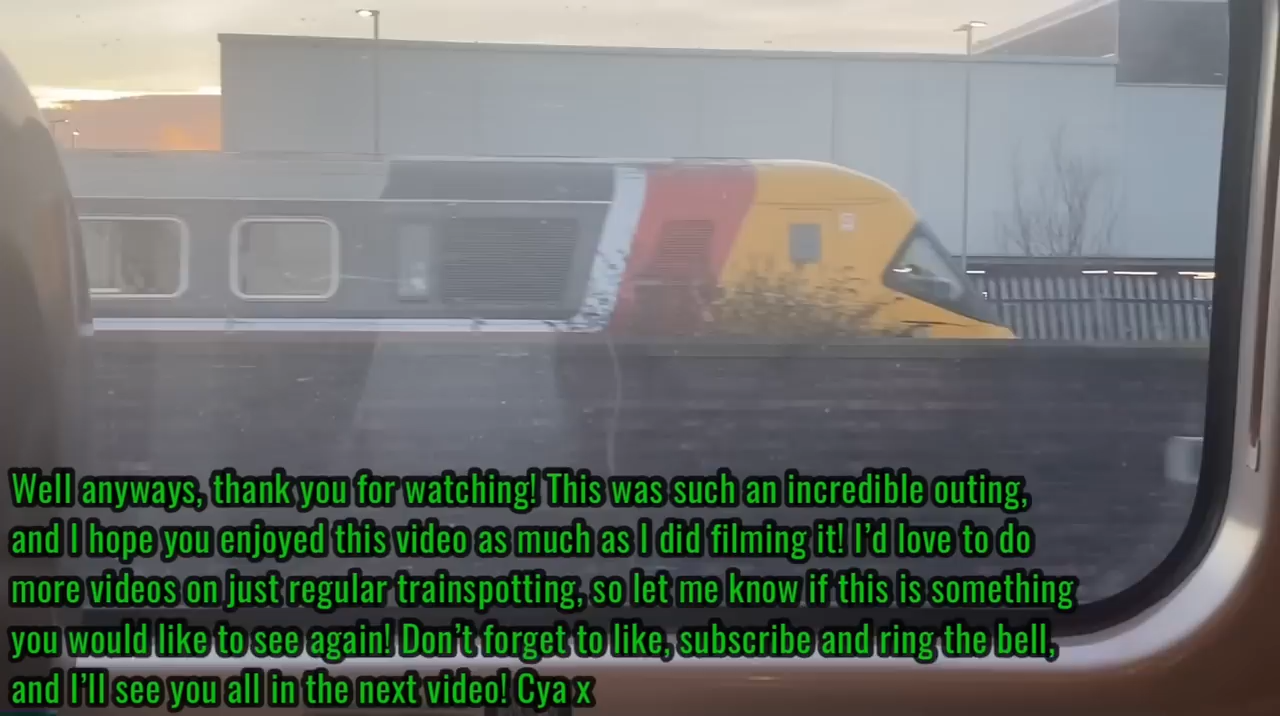 Well anyways, thank you for watching! This was such an incredible outing,
and I hope you enjoyed this video as much as I did filming it! I'd love to do
more videos on just regular trainspotting, so let me know if this is something
you would like to see again! Don't forget to like, subscribe and ring the bell,
and I'll see you all in the next video! Cya x